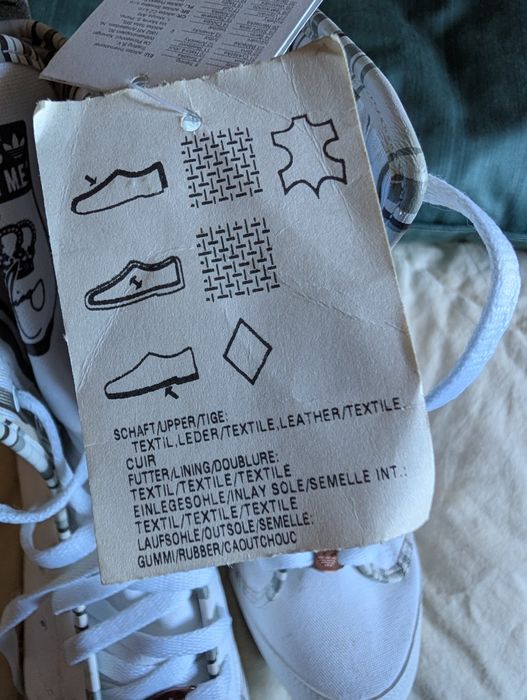 ME
SCHAFT/UPPER/TIGE:
TEXTIL,LEDER/TEXTILE,LEATHER/TEXTILE,
CUIR
FUTTER/LINING/DOUBLURE:
TEXTIL/TEXTILE/TEXTILE
EINLEGESOHLE/INLAY SOLE/SEMELLE INT.:
TEXTIL/TEXTILE/TEXTILE
LAUFSOHLE/OUTSOLE/SEMELLE:
GUMMI/RUBBER/CAOUTCHOUC